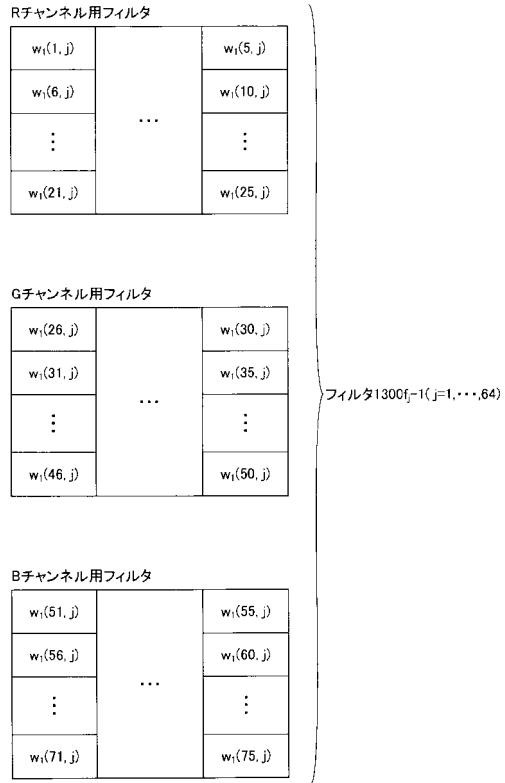 Rチャンネル用フィルタ
w₁(1, j) w₁(5, j)
w₁(6, j) … w₁(10, j)
⋮ ⋮
w₁(21, j) w₁(25, j)
Gチャンネル用フィルタ
w₁(26, j) w₁(30, j)
w₁(31, j) … w₁(35, j)
⋮ ⋮
w₁(46, j) w₁(50, j)
フィルタ1300fⱼ-1( j=1,･･･,64)
Bチャンネル用フィルタ
w₁(51, j) w₁(55, j)
w₁(56, j) … w₁(60, j)
⋮ ⋮
w₁(71, j) w₁(75, j)